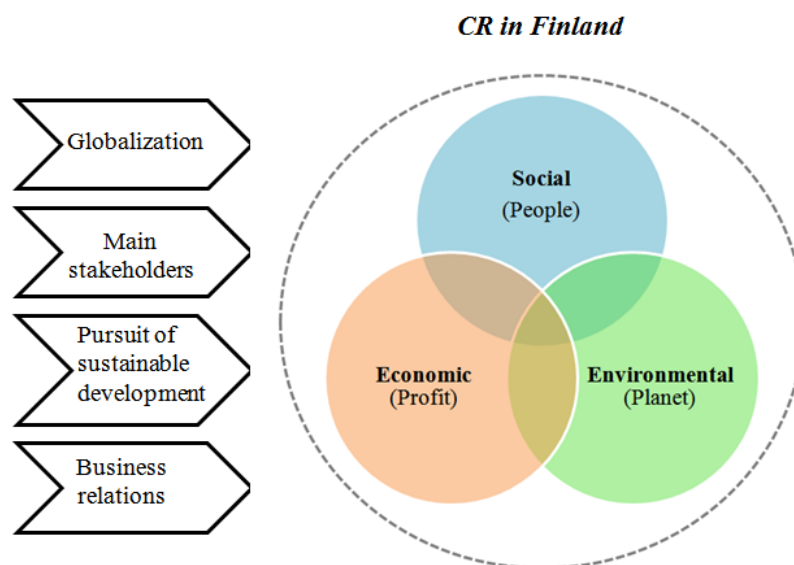 CR in Finland
Globalization
Main
stakeholders
Pursuit of
sustainable
development
Business
relations
Social
(People)
Economic
(Profit)
Environmental
(Planet)